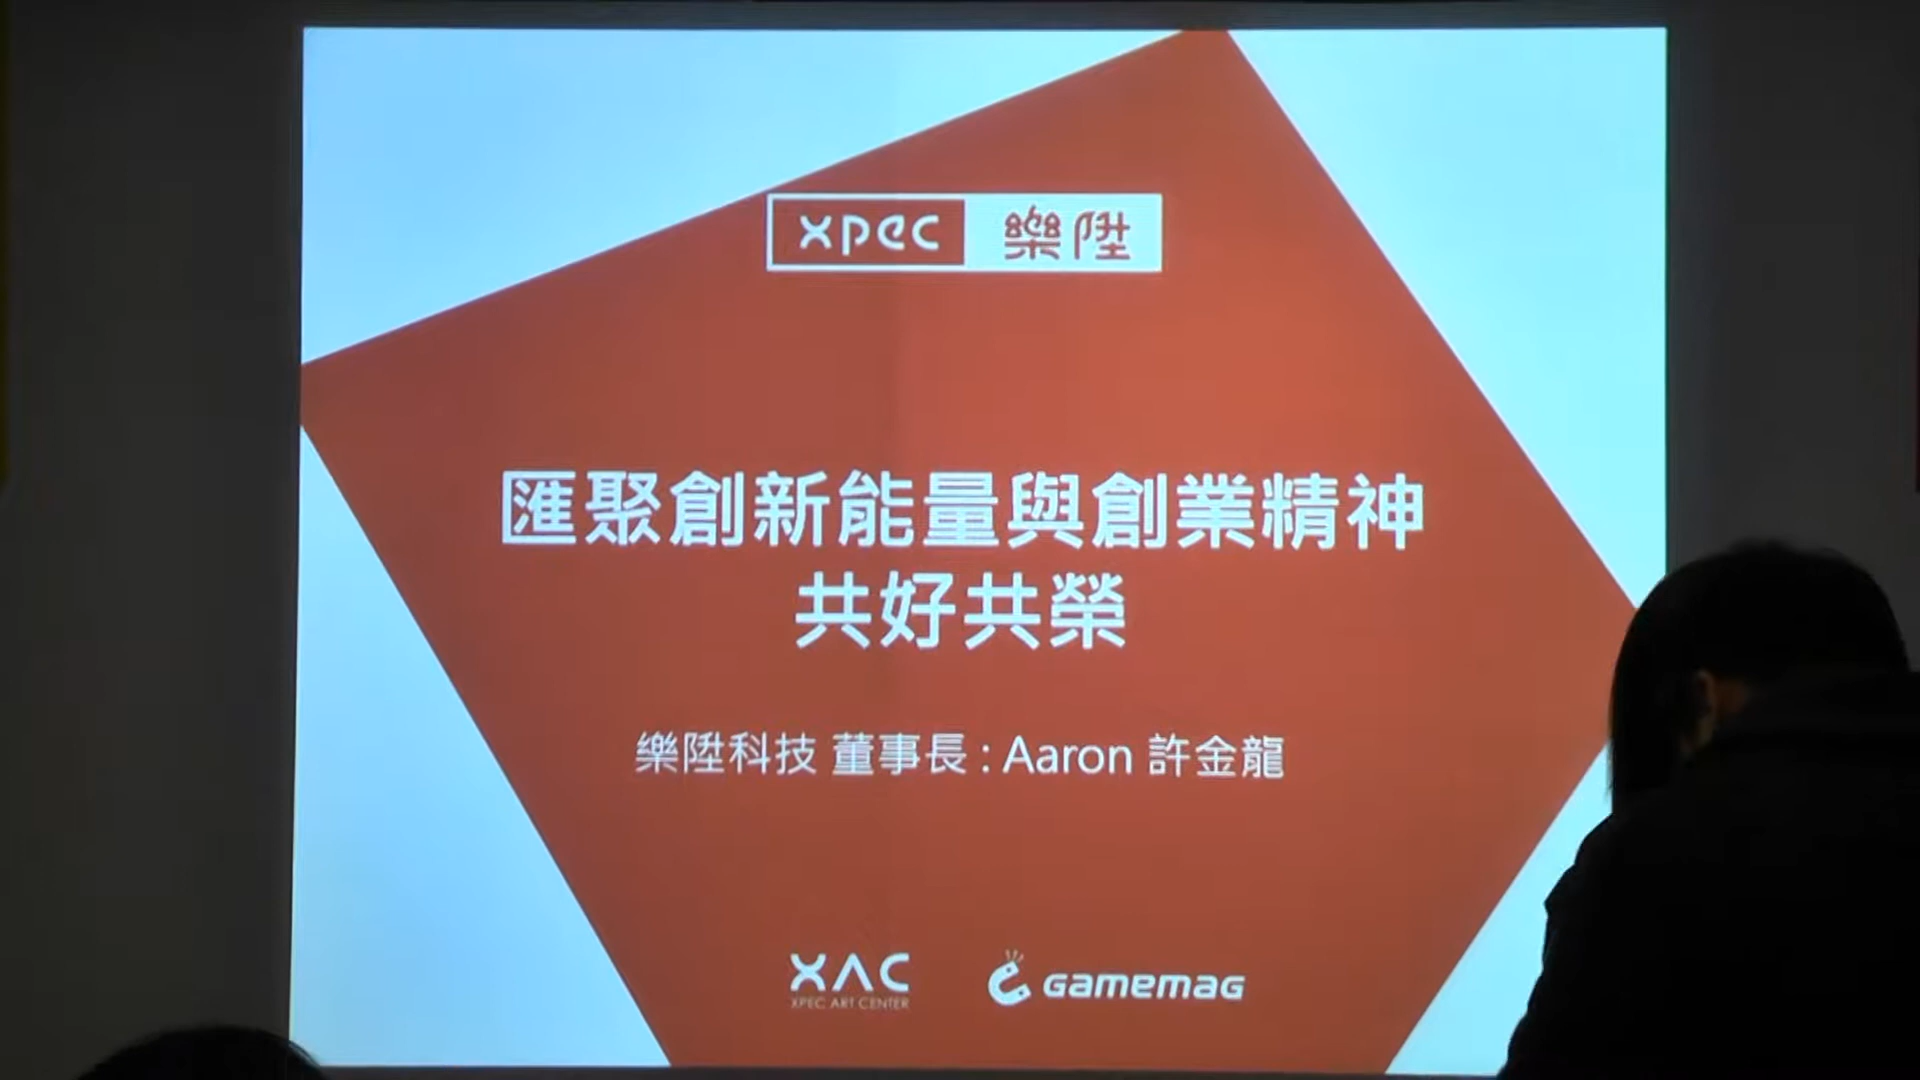 xpec 樂陞
匯聚創新能量與創業精神
共好共榮
樂陞科技 董事長 : Aaron 許金龍
XAC GAMEMAG
XPEC ART CENTER